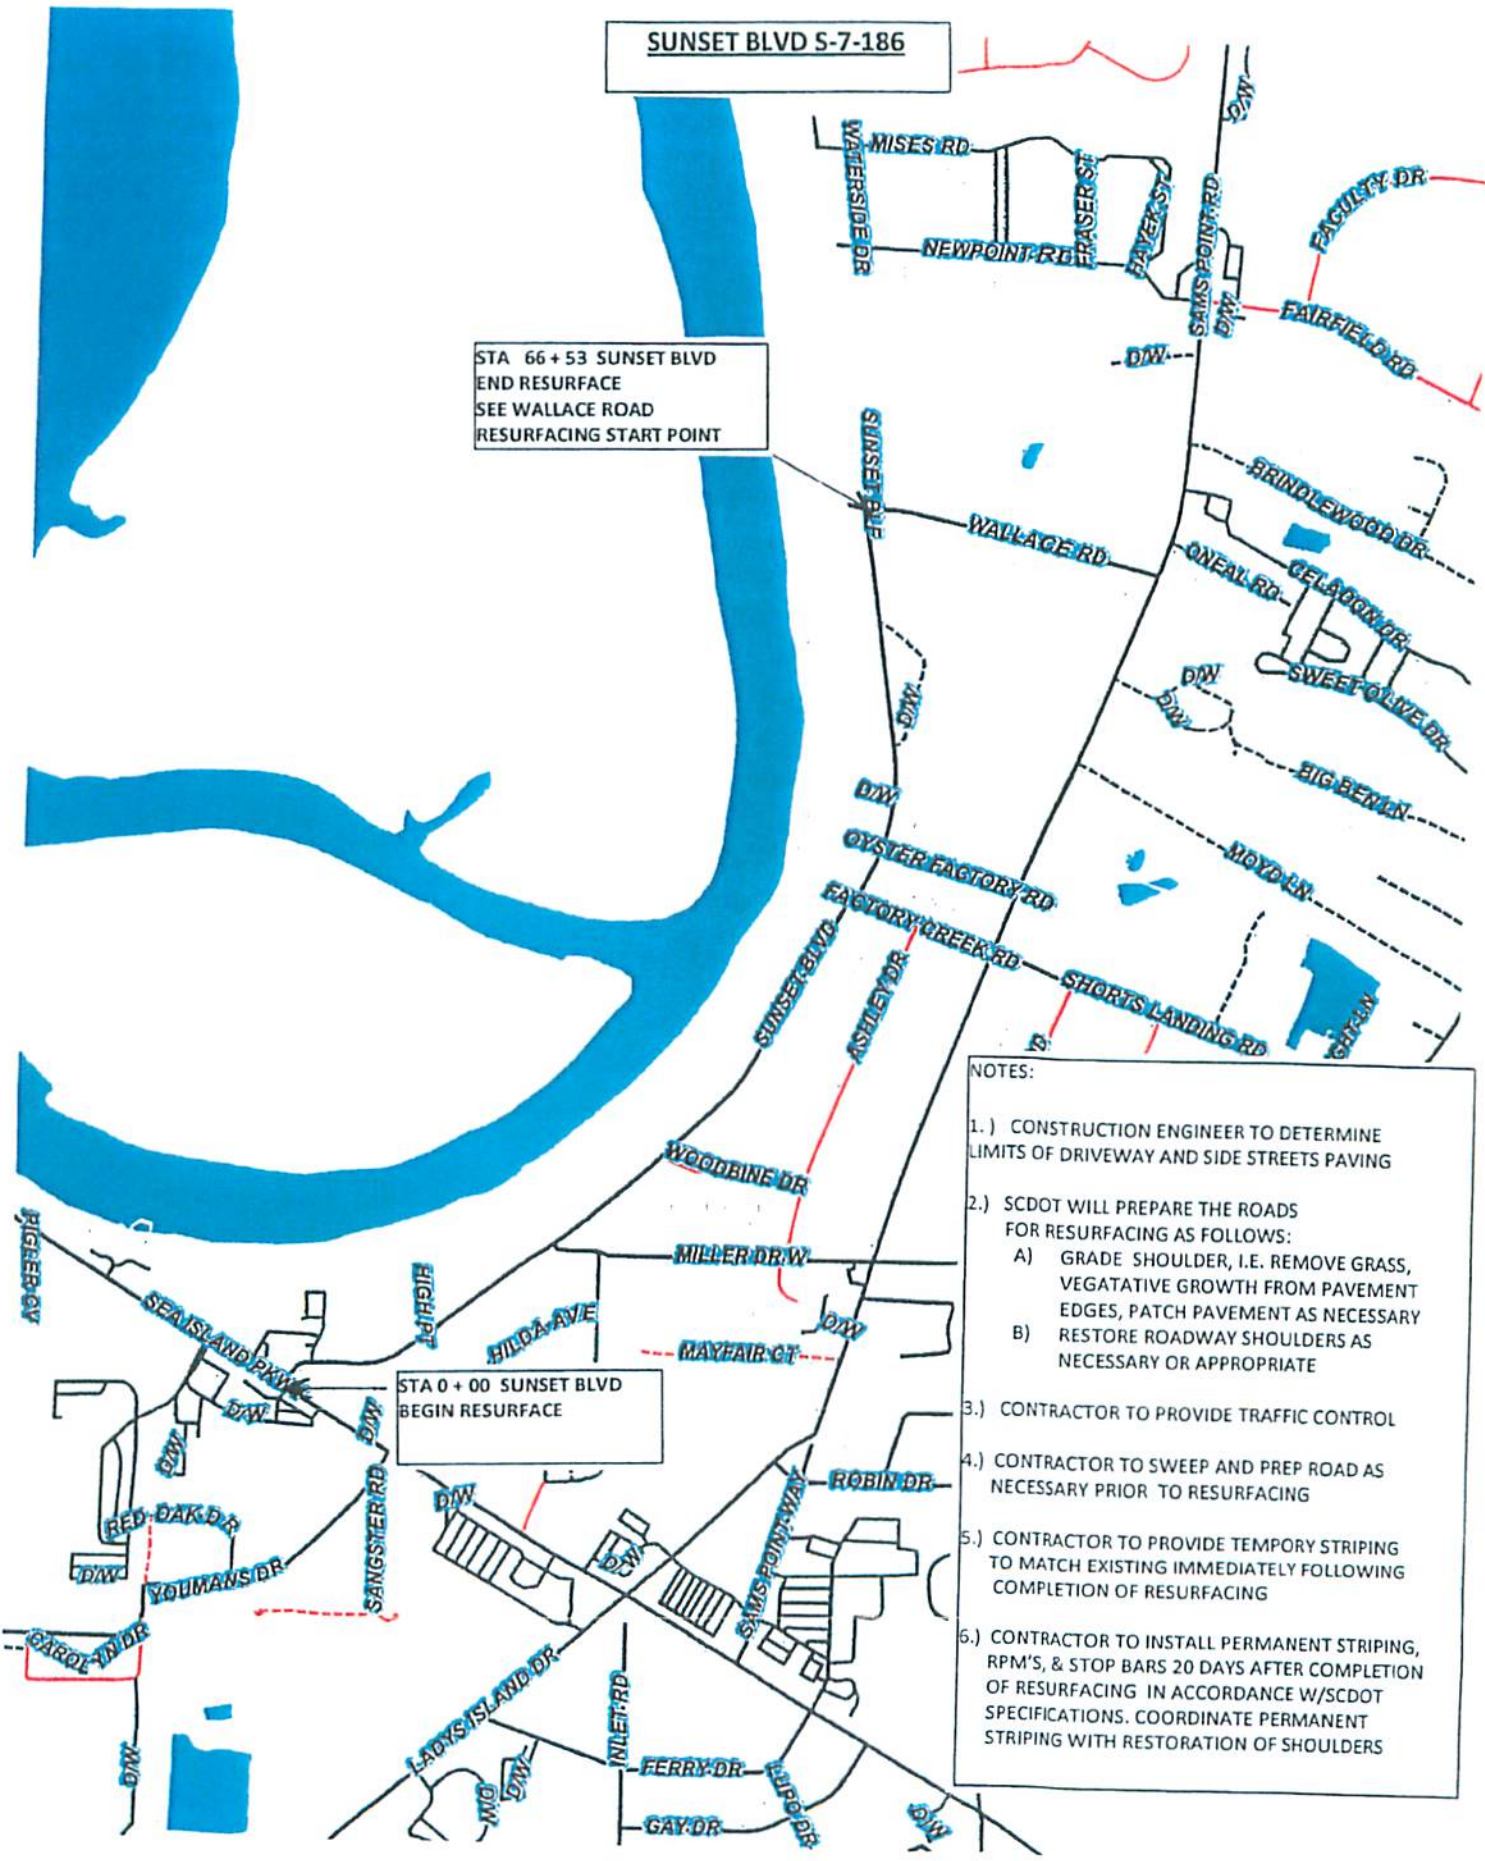 SUNSET BLVD S-7-186
D/W
WATERSIDE DR
MISES RD
FRASER ST
HAYEK ST
SAMS POINT RD
FACULTY DR
NEWPOINT RD
D/W
FAIRFIELD RD
D/W
STA 66 + 53 SUNSET BLVD
END RESURFACE
SEE WALLACE ROAD
RESURFACING START POINT
SUNSET BLF
WALLACE RD
BRINDLEWOOD DR
ONEAL RD
CELADON DR
D/W
D/W
D/W
SWEET OLIVE DR
BIG BEN LN
D/W
OYSTER FACTORY RD
MOYD LN
FACTORY CREEK RD
SUNSET BLVD
ASHLEY DR
SHORTS LANDING RD
GHT LN
WOODBINE DR
MILLER DR W
SEA ISLAND PKWY
HIGH PT
HILDA AVE
D/W
MAYFAIR CT
STA 0 + 00 SUNSET BLVD
BEGIN RESURFACE
D/W
D/W
D/W
SANGSTER RD
D/W
ROBIN DR
SAMS POINT WAY
RED OAK DR
D/W
D/W
YOUMANS DR
CAROLIN DR
LADYS ISLAND DR
INLET RD
D/W
D/W
D/W
FERRY DR
LUPO DR
GAY DR
D/W
NOTES:
1. ) CONSTRUCTION ENGINEER TO DETERMINE
LIMITS OF DRIVEWAY AND SIDE STREETS PAVING
2.) SCDOT WILL PREPARE THE ROADS
FOR RESURFACING AS FOLLOWS:
A) GRADE SHOULDER, I.E. REMOVE GRASS,
VEGATATIVE GROWTH FROM PAVEMENT
EDGES, PATCH PAVEMENT AS NECESSARY
B) RESTORE ROADWAY SHOULDERS AS
NECESSARY OR APPROPRIATE
3.) CONTRACTOR TO PROVIDE TRAFFIC CONTROL
4.) CONTRACTOR TO SWEEP AND PREP ROAD AS
NECESSARY PRIOR TO RESURFACING
5.) CONTRACTOR TO PROVIDE TEMPORY STRIPING
TO MATCH EXISTING IMMEDIATELY FOLLOWING
COMPLETION OF RESURFACING
6.) CONTRACTOR TO INSTALL PERMANENT STRIPING,
RPM'S, & STOP BARS 20 DAYS AFTER COMPLETION
OF RESURFACING IN ACCORDANCE W/SCDOT
SPECIFICATIONS. COORDINATE PERMANENT
STRIPING WITH RESTORATION OF SHOULDERS